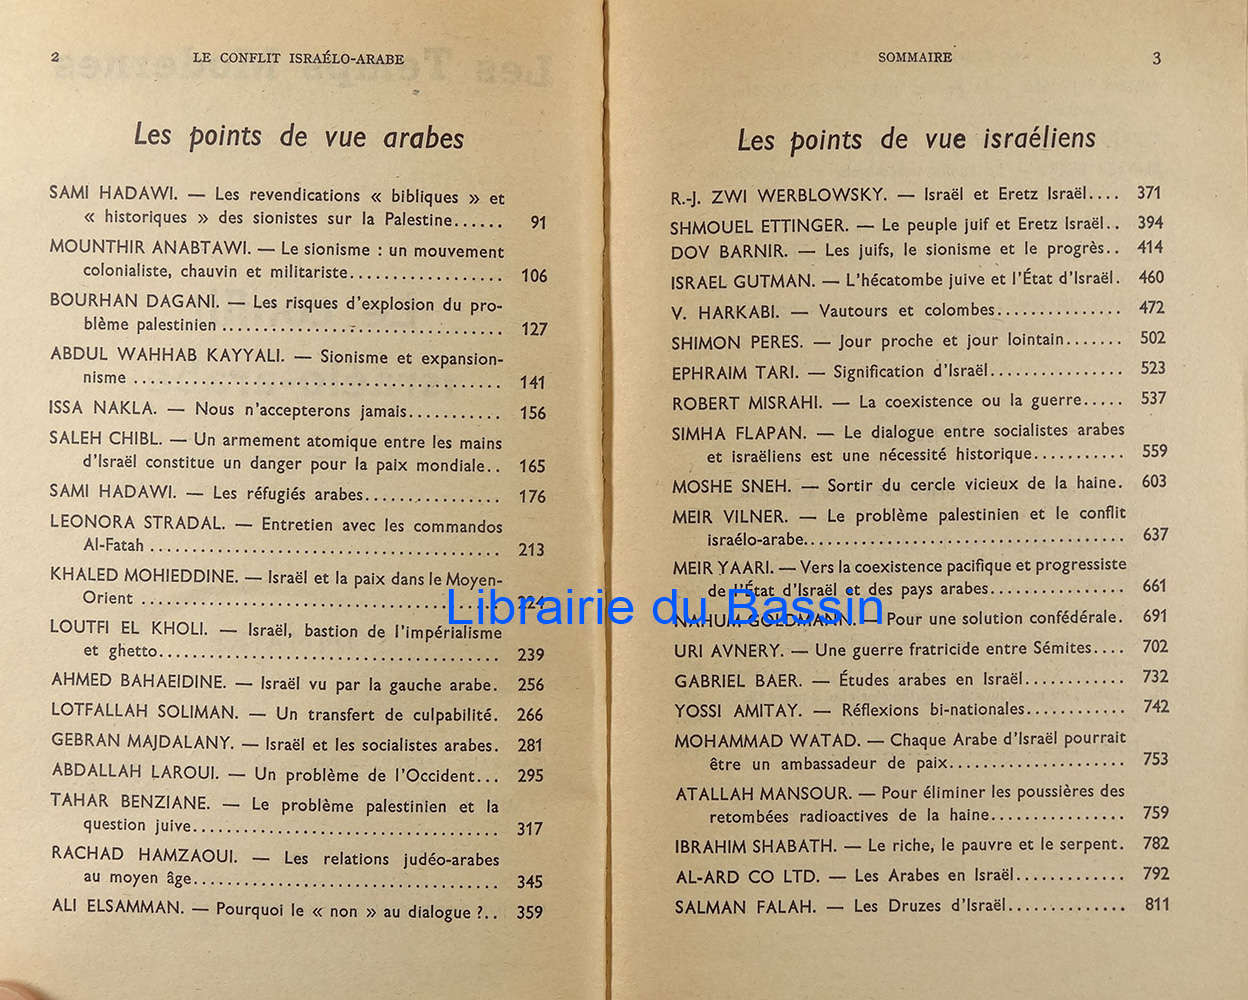 2
LE CONFLIT ISRAÉLO-ARABE
Les points de vue arabes
SAMI HADAWI. — Les revendications « bibliques » et
« historiques » des sionistes sur la Palestine...... 91
MOUNTHIR ANABTAWI. — Le sionisme : un mouvement
colonialiste, chauvin et militariste.................. 106
BOURHAN DAGANI. — Les risques d'explosion du pro-
blème palestinien ................................. 127
ABDUL WAHHAB KAYYALI. — Sionisme et expansion-
nisme ........................................... 141
ISSA NAKLA. — Nous n'accepterons jamais........... 156
SALEH CHIBL. — Un armement atomique entre les mains
d'Israël constitue un danger pour la paix mondiale.. 165
SAMI HADAWI. — Les réfugiés arabes................ 176
LEONORA STRADAL. — Entretien avec les commandos
Al-Fatah ......................................... 213
KHALED MOHIEDDINE. — Israël et la paix dans le Moyen-
Orient .......................................... 224
LOUTFI EL KHOLI. — Israël, bastion de l'impérialisme
et ghetto........................................ 239
AHMED BAHAEIDINE. — Israël vu par la gauche arabe. 256
LOTFALLAH SOLIMAN. — Un transfert de culpabilité. 266
GEBRAN MAJDALANY. — Israël et les socialistes arabes. 281
ABDALLAH LAROUI. — Un problème de l'Occident... 295
TAHAR BENZIANE. — Le problème palestinien et la
question juive.................................... 317
RACHAD HAMZAOUI. — Les relations judéo-arabes
au moyen âge.................................... 345
ALI ELSAMMAN. — Pourquoi le « non » au dialogue ?.. 359
SOMMAIRE
3
Les points de vue israéliens
R.-J. ZWI WERBLOWSKY. — Israël et Eretz Israël.... 371
SHMOUEL ETTINGER. — Le peuple juif et Eretz Israël.. 394
DOV BARNIR. — Les juifs, le sionisme et le progrès.. 414
ISRAEL GUTMAN. — L'hécatombe juive et l'État d'Israël. 460
V. HARKABI. — Vautours et colombes............... 472
SHIMON PERES. — Jour proche et jour lointain....... 502
EPHRAIM TARI. — Signification d'Israël................ 523
ROBERT MISRAHI. — La coexistence ou la guerre..... 537
SIMHA FLAPAN. — Le dialogue entre socialistes arabes
et israéliens est une nécessité historique........... 559
MOSHE SNEH. — Sortir du cercle vicieux de la haine. 603
MEIR VILNER. — Le problème palestinien et le conflit
israélo-arabe...................................... 637
MEIR YAARI. — Vers la coexistence pacifique et progressiste
de l'État d'Israël et des pays arabes................ 661
NAHUM GOLDMANN. — Pour une solution confédérale. 691
URI AVNERY. — Une guerre fratricide entre Sémites.... 702
GABRIEL BAER. — Études arabes en Israël............ 732
YOSSI AMITAY. — Réflexions bi-nationales............ 742
MOHAMMAD WATAD. — Chaque Arabe d'Israël pourrait
être un ambassadeur de paix..................... 753
ATALLAH MANSOUR. — Pour éliminer les poussières des
retombées radioactives de la haine................ 759
IBRAHIM SHABATH. — Le riche, le pauvre et le serpent. 782
AL-ARD CO LTD. — Les Arabes en Israël............. 792
SALMAN FALAH. — Les Druzes d'Israël.............. 811
Librairie du Bassin